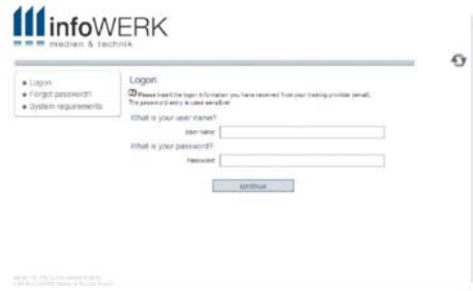 infoWERK
medien & technik
Logon
Forgot password?
System requirements
Logon
Please insert the logon information you have received from your training provider (email).
The password entry is case sensitive!
What is your user name?
User name
What is your password?
Password
continue